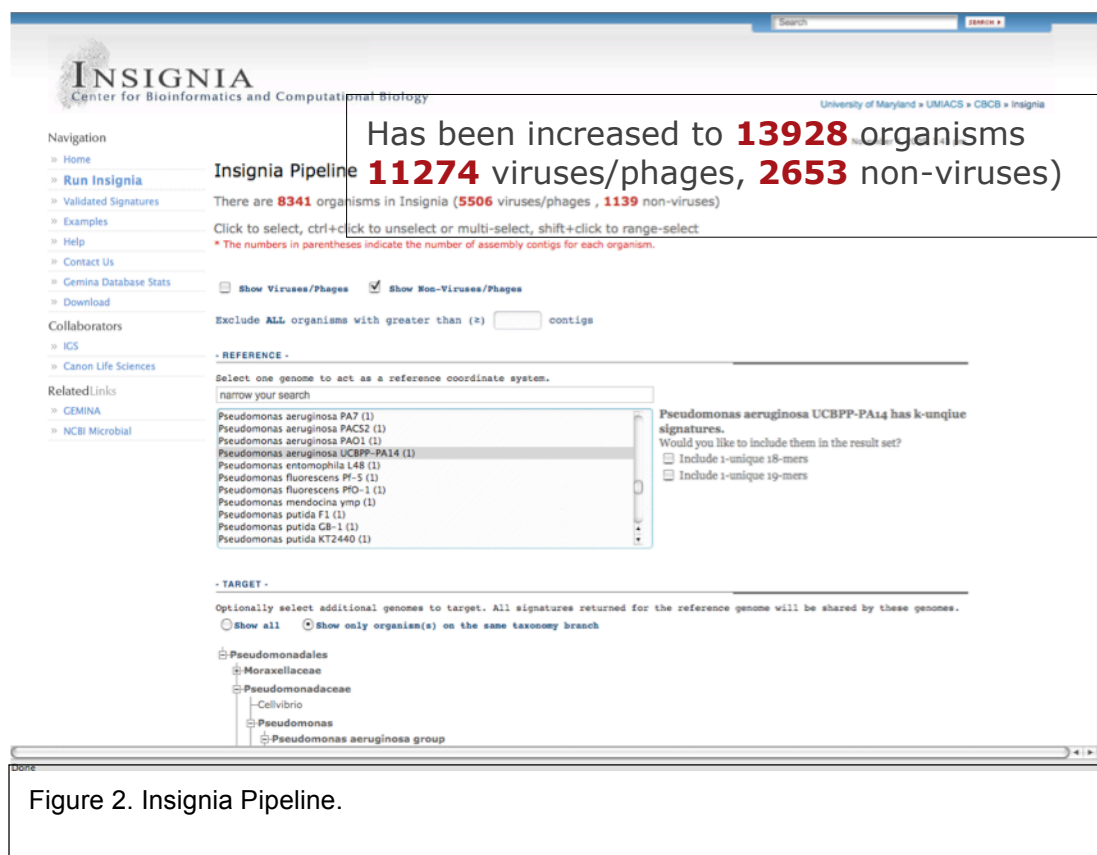 Search
SEARCH
INSIGNIA
Center for Bioinformatics and Computational Biology
University of Maryland » UMIACS » CBCB » Insignia
Has been increased to 13928 organisms
11274 viruses/phages, 2653 non-viruses)
Navigation
» Home
» Run Insignia
» Validated Signatures
» Examples
» Help
» Contact Us
» Gemina Database Stats
» Download
Collaborators
» IGS
» Canon Life Sciences
RelatedLinks
» GEMINA
» NCBI Microbial
Insignia Pipeline
There are 8341 organisms in Insignia (5506 viruses/phages , 1139 non-viruses)
Click to select, ctrl+click to unselect or multi-select, shift+click to range-select
* The numbers in parentheses indicate the number of assembly contigs for each organism.
Show Viruses/Phages Show Non-Viruses/Phages
Exclude ALL organisms with greater than (≥) contigs
- REFERENCE -
Select one genome to act as a reference coordinate system.
narrow your search
Pseudomonas aeruginosa PA7 (1)
Pseudomonas aeruginosa PACS2 (1)
Pseudomonas aeruginosa PAO1 (1)
Pseudomonas aeruginosa UCBPP-PA14 (1)
Pseudomonas entomophila L48 (1)
Pseudomonas fluorescens Pf-5 (1)
Pseudomonas fluorescens PfO-1 (1)
Pseudomonas mendocina ymp (1)
Pseudomonas putida F1 (1)
Pseudomonas putida GB-1 (1)
Pseudomonas putida KT2440 (1)
Pseudomonas aeruginosa UCBPP-PA14 has k-unqiue
signatures.
Would you like to include them in the result set?
Include 1-unique 18-mers
Include 1-unique 19-mers
- TARGET -
Optionally select additional genomes to target. All signatures returned for the reference genome will be shared by these genomes.
Show all Show only organism(s) on the same taxonomy branch
Pseudomonadales
Moraxellaceae
Pseudomonadaceae
Cellvibrio
Pseudomonas
Pseudomonas aeruginosa group
Done
Figure 2. Insignia Pipeline.